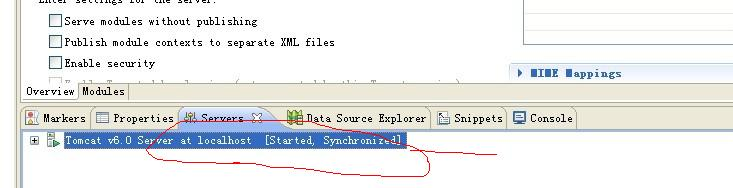 Enter settings for the server.
Serve modules without publishing
Publish module contexts to separate XML files
Enable security
MIME Mappings
Overview Modules
Markers Properties Servers Data Source Explorer Snippets Console
Tomcat v6.0 Server at localhost [Started, Synchronized]